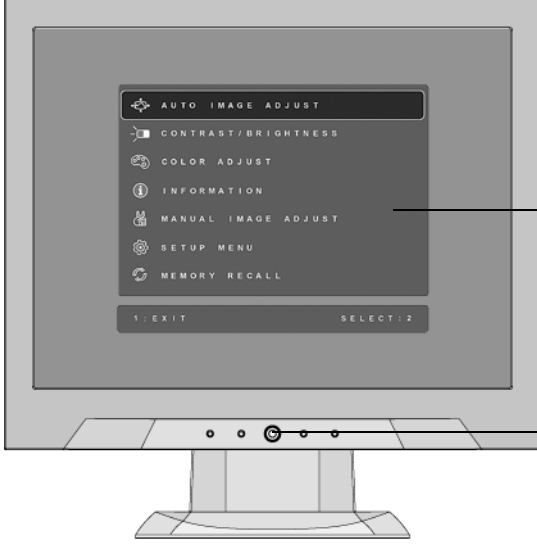 AUTO IMAGE ADJUST
CONTRAST/BRIGHTNESS
COLOR ADJUST
INFORMATION
MANUAL IMAGE ADJUST
SETUP MENU
MEMORY RECALL
1:EXIT SELECT:2